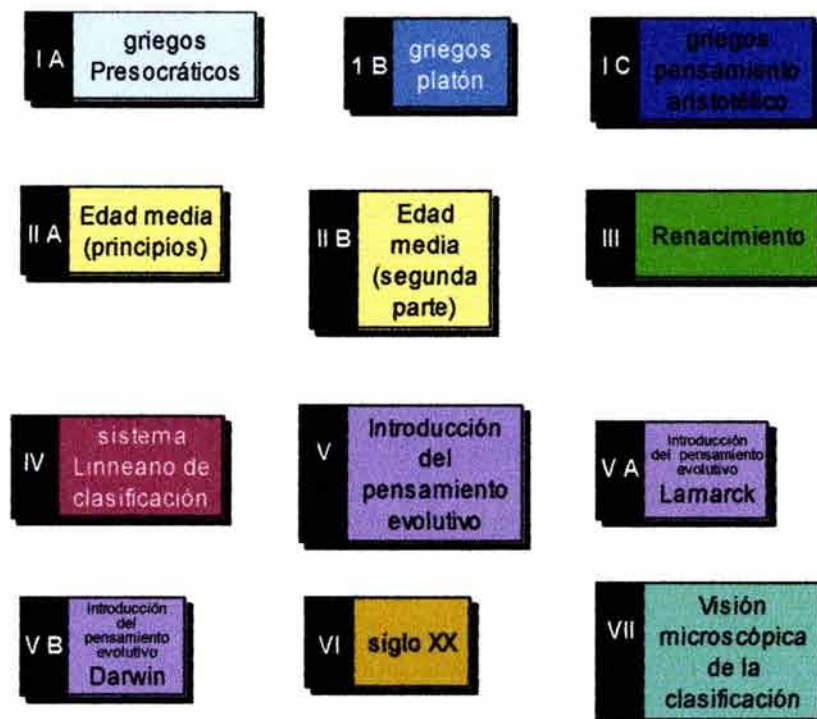 I A
griegos
Presocráticos
1 B
griegos
platón
I C
griegos
pensamiento
aristotélico
II A
Edad media
(principios)
II B
Edad
media
(segunda
parte)
III
Renacimiento
IV
sistema
Linneano de
clasificación
V
Introducción
del
pensamiento
evolutivo
V A
Introducción
del pensamiento
evolutivo
Lamarck
V B
Introducción
del
pensamiento
evolutivo
Darwin
VI
siglo XX
VII
Visión
microscópica
de la
clasificación